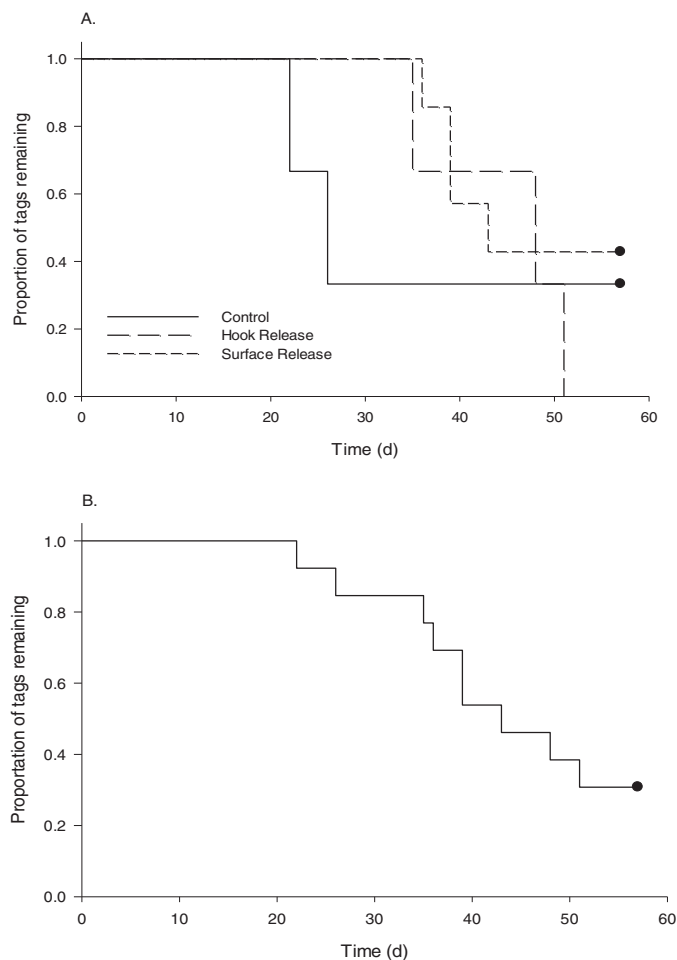 A.
1.0
0.8
0.6
0.4
0.2
0.0
Proportion of tags remaining
Control
Hook Release
Surface Release
0 10 20 30 40 50 60
Time (d)
B.
1.0
0.8
0.6
0.4
0.2
0.0
Proportation of tags remaining
0 10 20 30 40 50 60
Time (d)